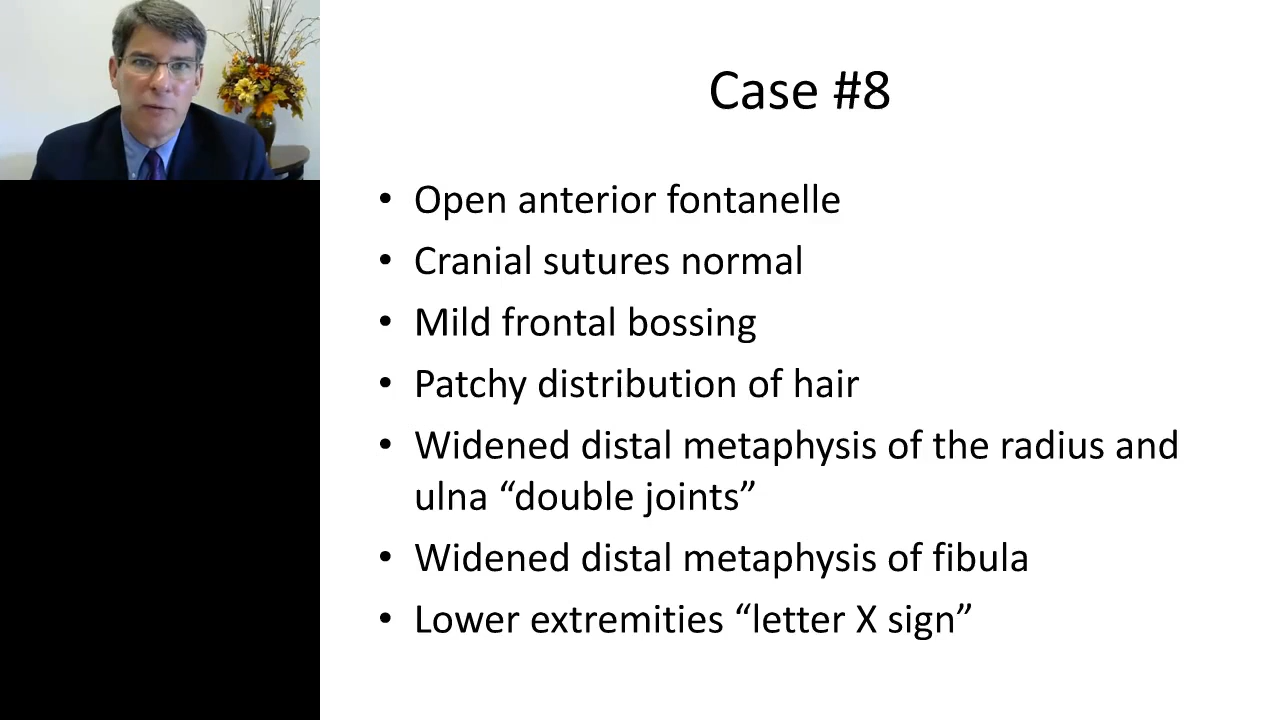 Case #8
• Open anterior fontanelle
• Cranial sutures normal
• Mild frontal bossing
• Patchy distribution of hair
• Widened distal metaphysis of the radius and
ulna “double joints”
• Widened distal metaphysis of fibula
• Lower extremities “letter X sign”